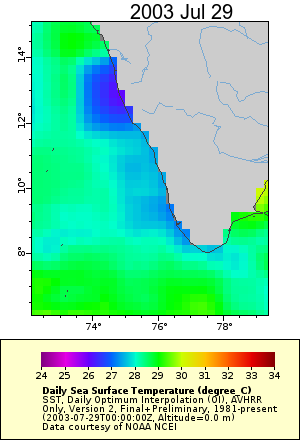 2003 Jul 29
14°
12°
10°
8°
74°
76°
78°
24 25 26 27 28 29 30 31 32 33 34
Daily Sea Surface Temperature (degree_C)
SST, Daily Optimum Interpolation (OI), AVHRR
Only, Version 2, Final+Preliminary, 1981-present
(2003-07-29T00:00:00Z, Altitude=0.0 m)
Data courtesy of NOAA NCEI